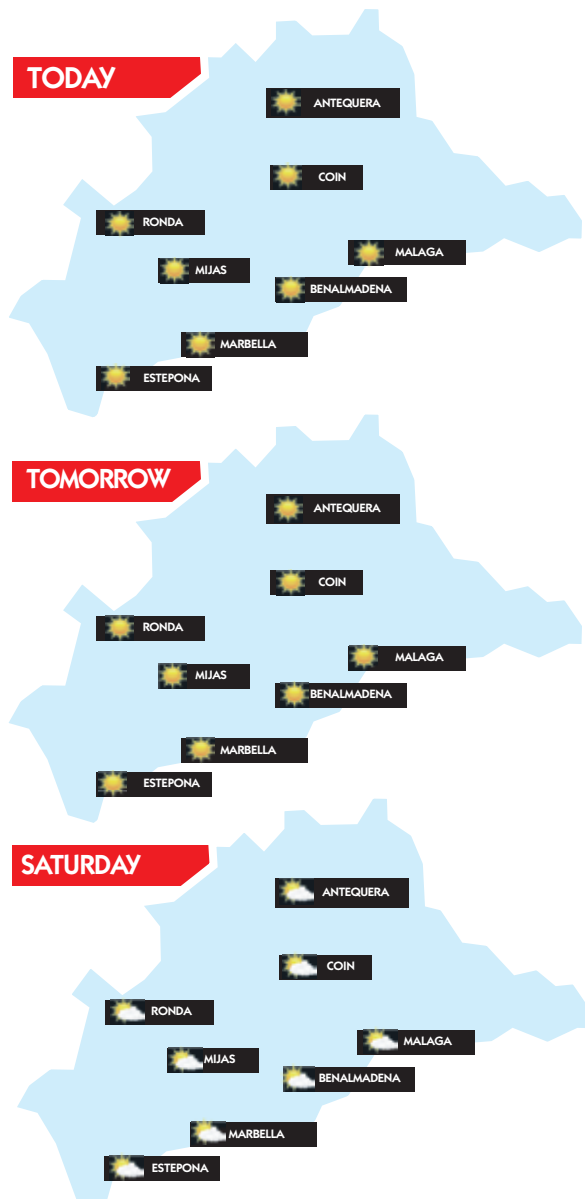 TODAY
ANTEQUERA
COIN
RONDA
MALAGA
MIJAS
BENALMADENA
MARBELLA
ESTEPONA
TOMORROW
ANTEQUERA
COIN
RONDA
MALAGA
MIJAS
BENALMADENA
MARBELLA
ESTEPONA
SATURDAY
ANTEQUERA
COIN
RONDA
MALAGA
MIJAS
BENALMADENA
MARBELLA
ESTEPONA